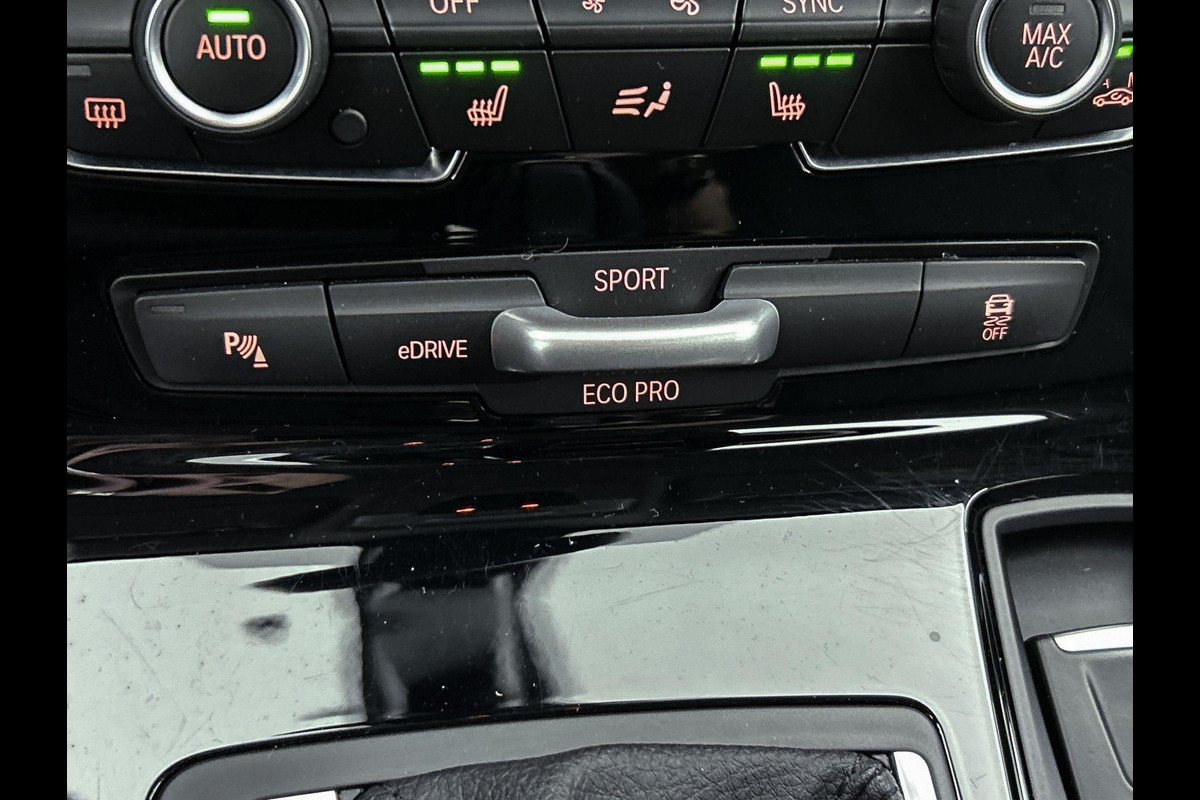 OFF
SYNC
AUTO
MAX
A/C
SPORT
P
eDRIVE
OFF
ECO PRO